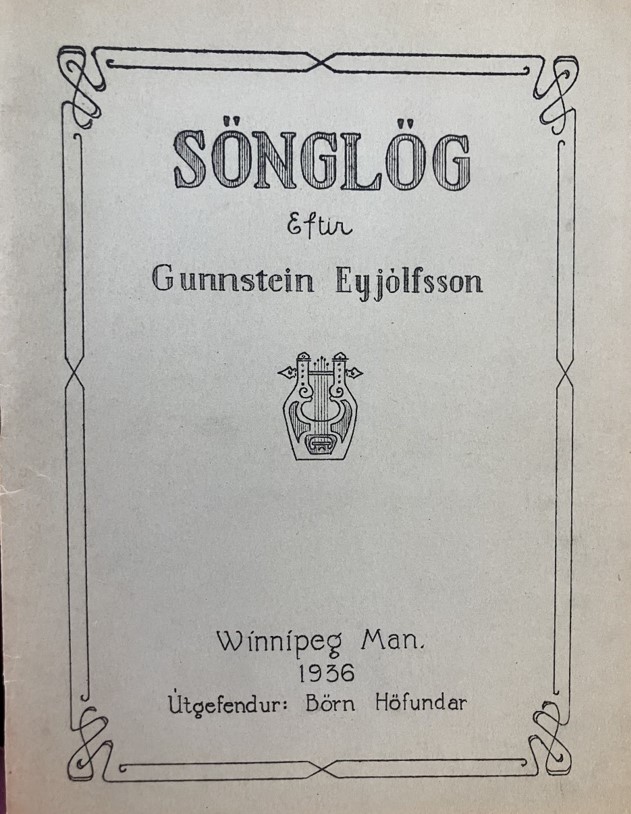 SÖNGLÖG
Eftir
Gunnstein Eyjólfsson
Winnipeg Man.
1936
Útgefendur: Börn Höfundar